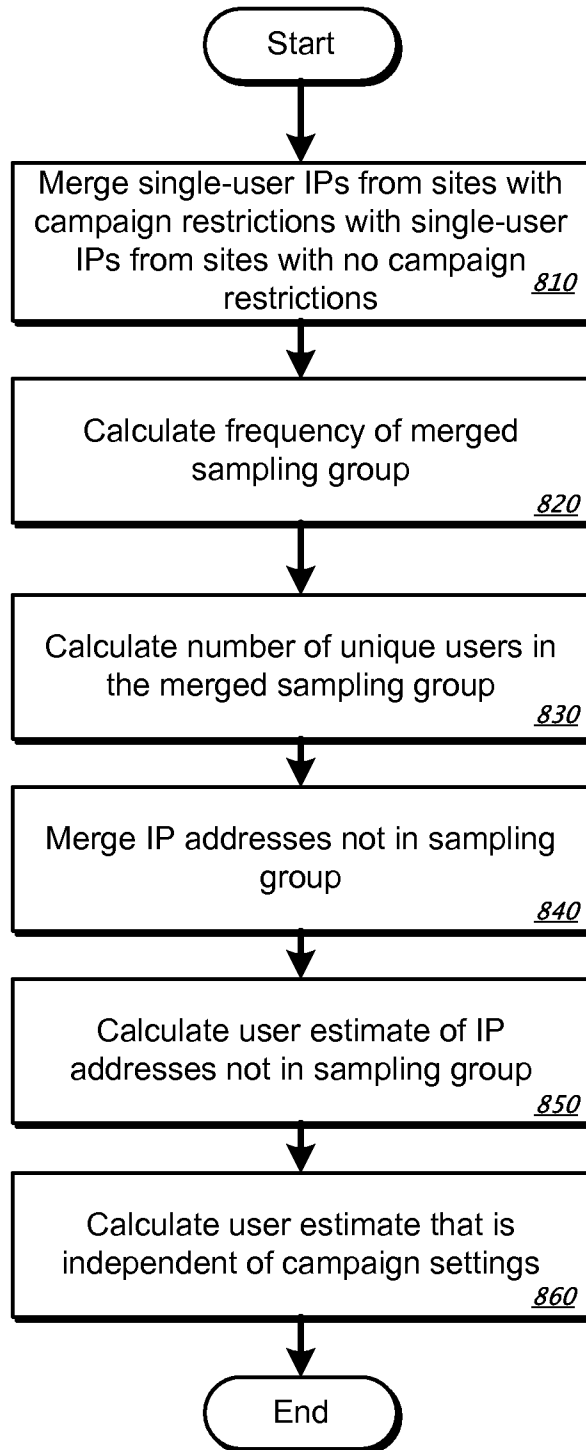 Start
Merge single-user IPs from sites with
campaign restrictions with single-user
IPs from sites with no campaign
restrictions
810
Calculate frequency of merged
sampling group
820
Calculate number of unique users in
the merged sampling group
830
Merge IP addresses not in sampling
group
840
Calculate user estimate of IP
addresses not in sampling group
850
Calculate user estimate that is
independent of campaign settings
860
End